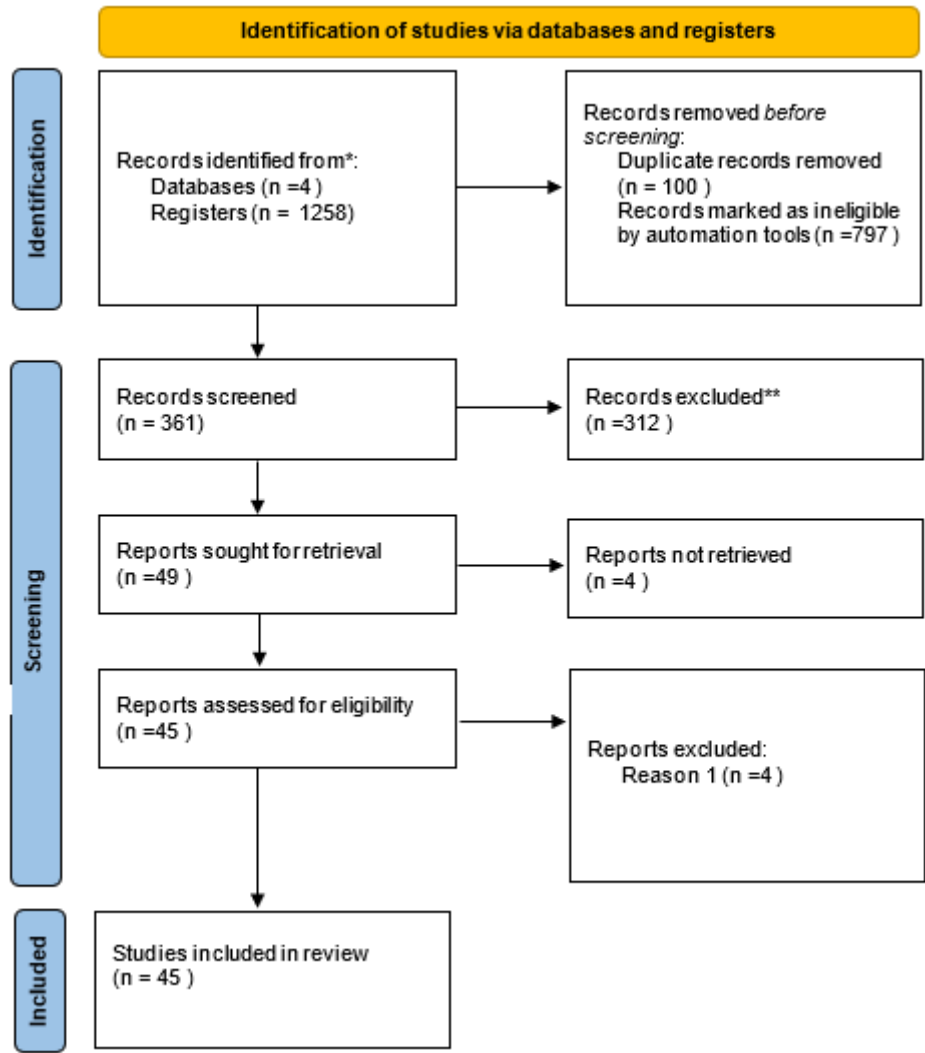 Identification of studies via databases and registers
Identification
Records identified from*:
Databases (n =4 )
Registers (n = 1258)
Records removed before
screening:
Duplicate records removed
(n = 100 )
Records marked as ineligible
by automation tools (n =797 )
Screening
Records screened
(n = 361)
Records excluded**
(n =312 )
Reports sought for retrieval
(n =49 )
Reports not retrieved
(n =4 )
Reports assessed for eligibility
(n =45 )
Reports excluded:
Reason 1 (n =4 )
Included
Studies included in review
(n = 45 )